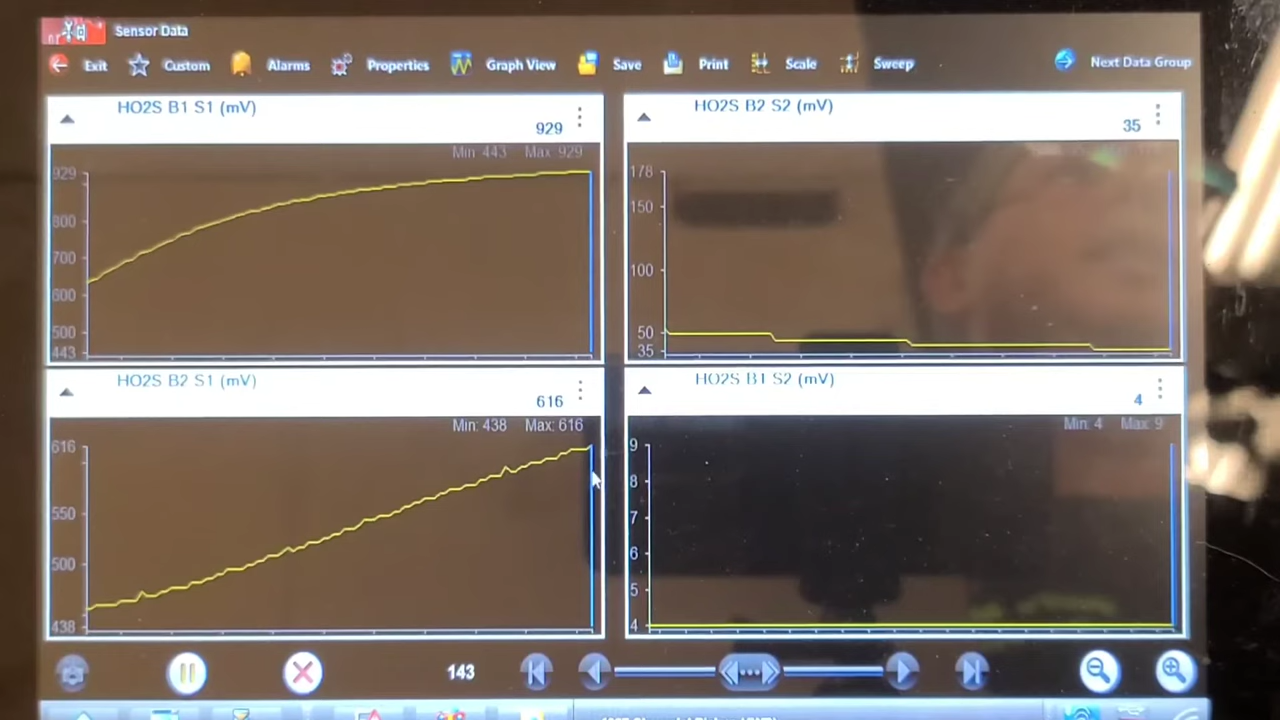 Sensor Data
Exit Custom Alarms Properties Graph View Save Print Scale Sweep Next Data Group
HO2S B1 S1 (mV)
929
Min: 443 Max: 929
929
800
700
600
500
443
HO2S B2 S2 (mV)
35
178
150
100
50
35
HO2S B2 S1 (mV)
616
Min: 438 Max: 616
616
550
500
438
HO2S B1 S2 (mV)
4
Min: 4 Max: 9
9
8
7
6
5
4
143